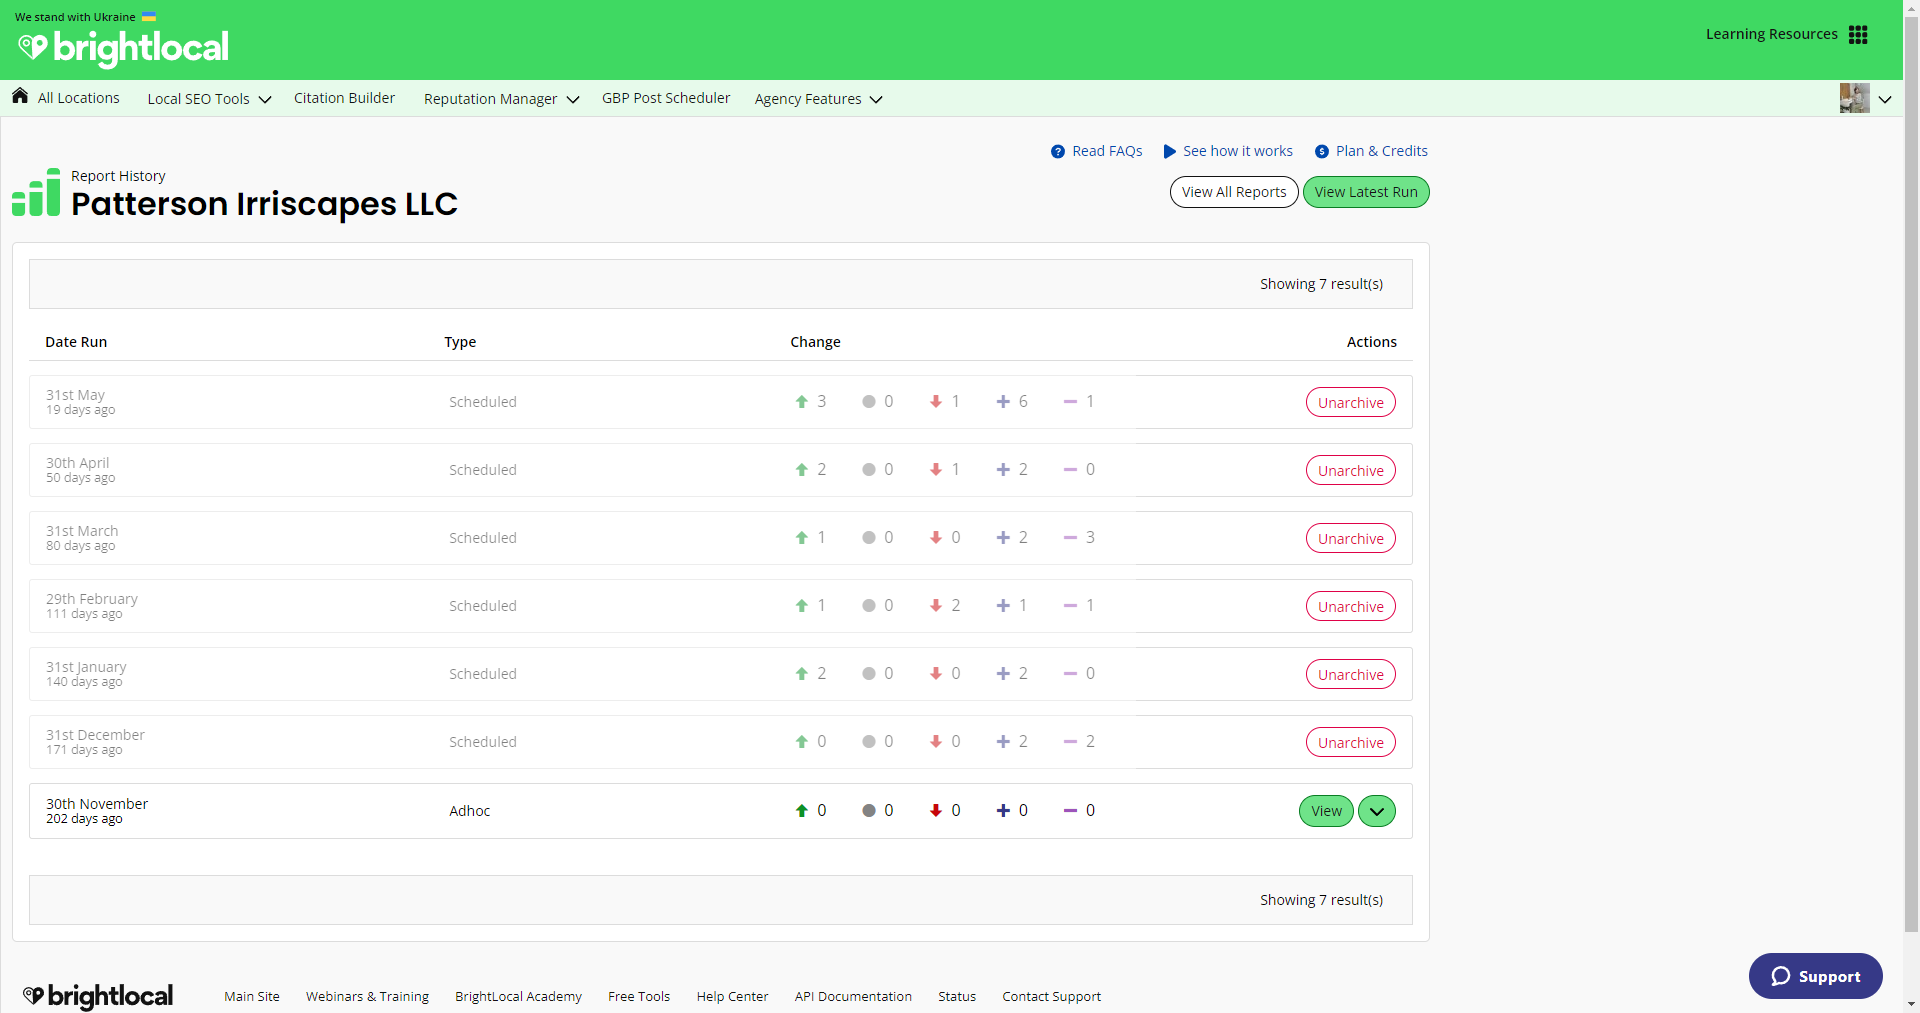 We stand with Ukraine
brightlocal
Learning Resources
All Locations
Local SEO Tools
Citation Builder
Reputation Manager
GBP Post Scheduler
Agency Features
Read FAQs
See how it works
Plan & Credits
Report History
Patterson Irriscapes LLC
View All Reports
View Latest Run
Showing 7 result(s)
Date Run Type Change Actions
31st May
19 days ago
Scheduled 3 0 1 6 1 Unarchive
30th April
50 days ago
Scheduled 2 0 1 2 0 Unarchive
31st March
80 days ago
Scheduled 1 0 0 2 3 Unarchive
29th February
111 days ago
Scheduled 1 0 2 1 1 Unarchive
31st January
140 days ago
Scheduled 2 0 0 2 0 Unarchive
31st December
171 days ago
Scheduled 0 0 0 2 2 Unarchive
30th November
202 days ago
Adhoc 0 0 0 0 0 View
Showing 7 result(s)
brightlocal
Main Site
Webinars & Training
BrightLocal Academy
Free Tools
Help Center
API Documentation
Status
Contact Support
Support